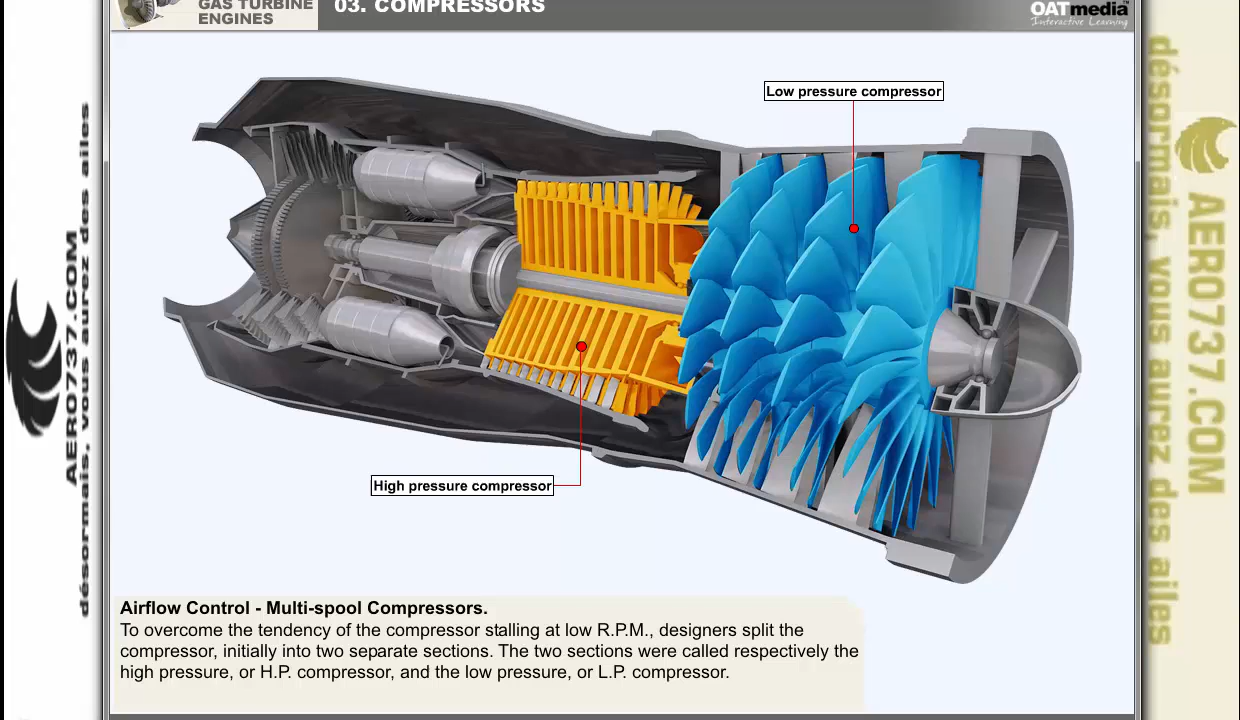 GAS TURBINE
ENGINES
03. COMPRESSORS
OATmedia™
Interactive Learning
Low pressure compressor
High pressure compressor
Airflow Control - Multi-spool Compressors.
To overcome the tendency of the compressor stalling at low R.P.M., designers split the
compressor, initially into two separate sections. The two sections were called respectively the
high pressure, or H.P. compressor, and the low pressure, or L.P. compressor.
AERO737.COM
désormais, vous aurez des ailes
AERO737.COM
désormais, vous aurez des ailes